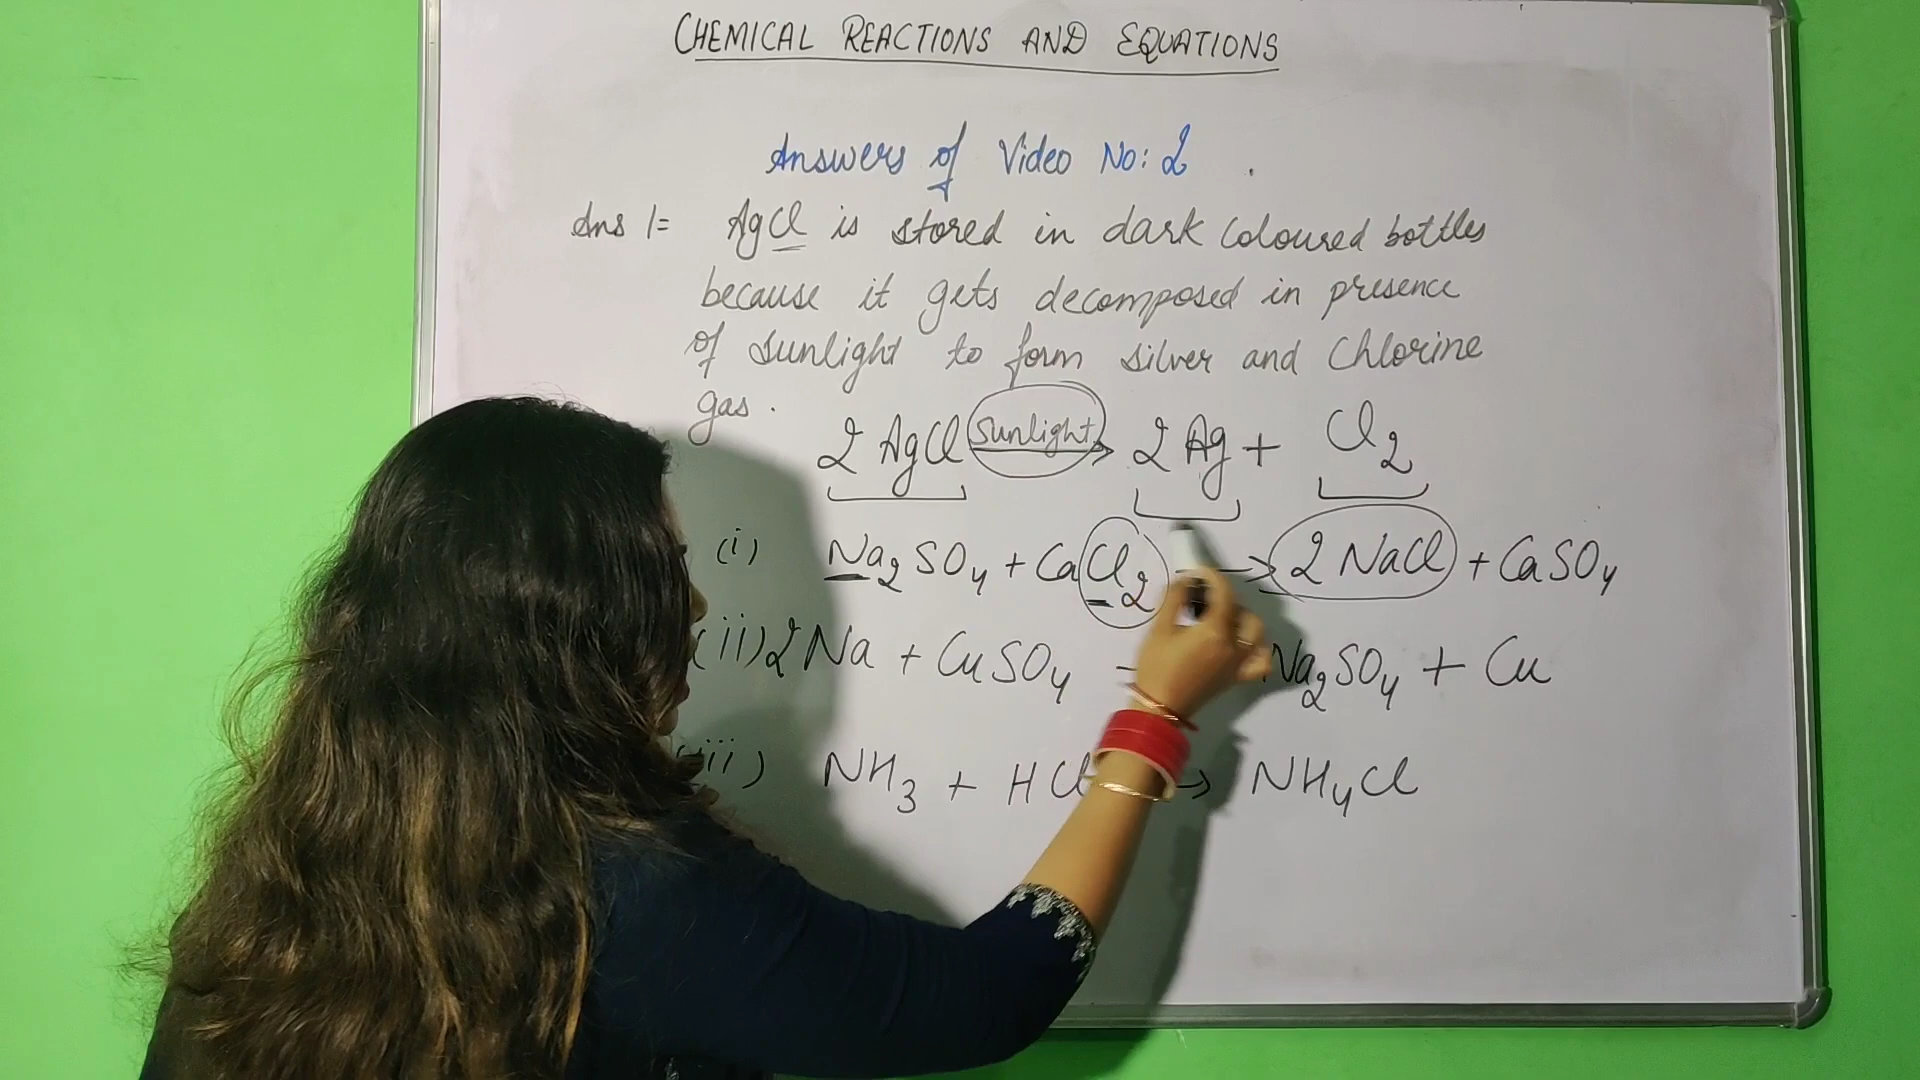 CHEMICAL REACTIONS AND EQUATIONS
Answers of Video No: 2 .
Ans 1= AgCl is stored in dark coloured bottles
because it gets decomposed in presence
of sunlight to form silver and Chlorine
gas.
2 AgCl sunlight → 2 Ag + Cl₂
(i) Na₂SO₄ + CaCl₂ → 2 NaCl + CaSO₄
(ii) 2 Na + CuSO₄ Na₂SO₄ + Cu
(iii) NH₃ + HCl → NH₄Cl